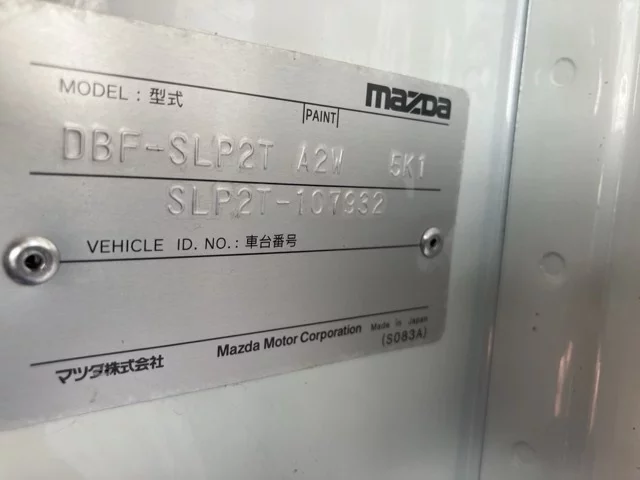 mazda
MODEL : 型式
PAINT
DBF-SLP2T A2W 5K1
SLP2T-107932
VEHICLE ID. NO. : 車台番号
マツダ株式会社 Mazda Motor Corporation Made in Japan
(S083A)